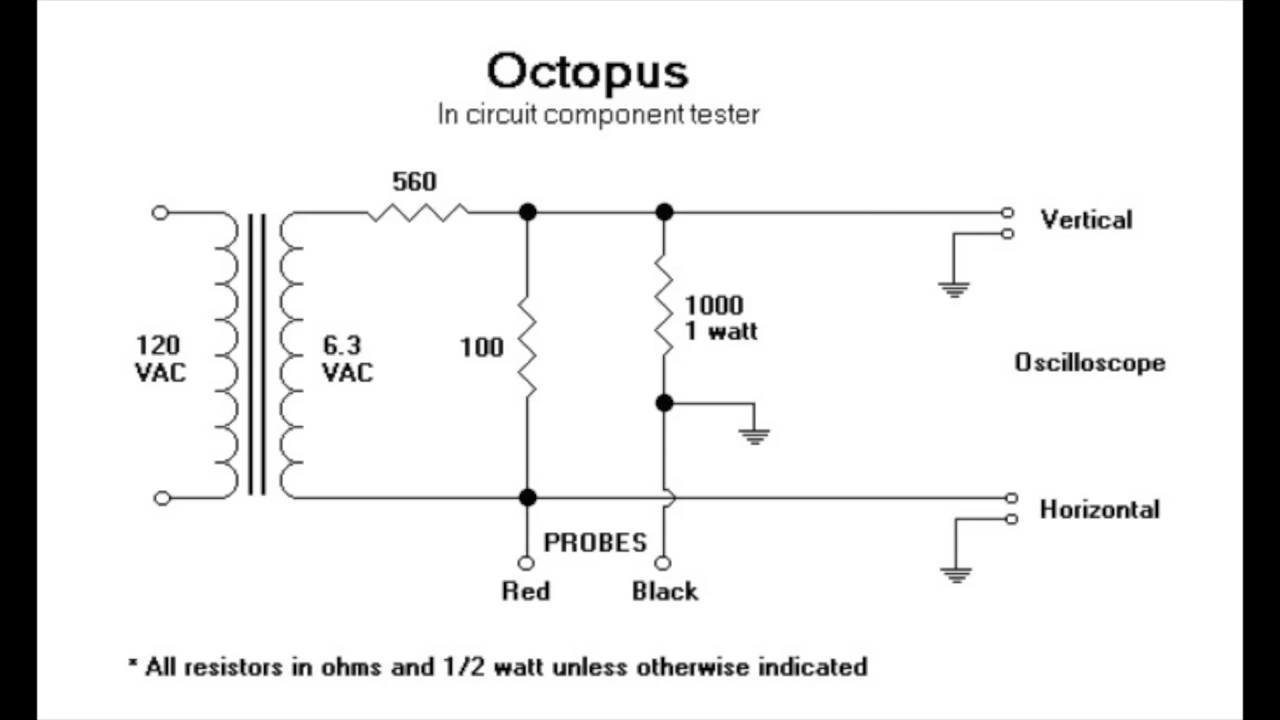 Octopus
In circuit component tester
560
Vertical
1000
1 watt
120
VAC
6.3
VAC
100
Oscilloscope
Horizontal
PROBES
Red
Black
* All resistors in ohms and 1/2 watt unless otherwise indicated